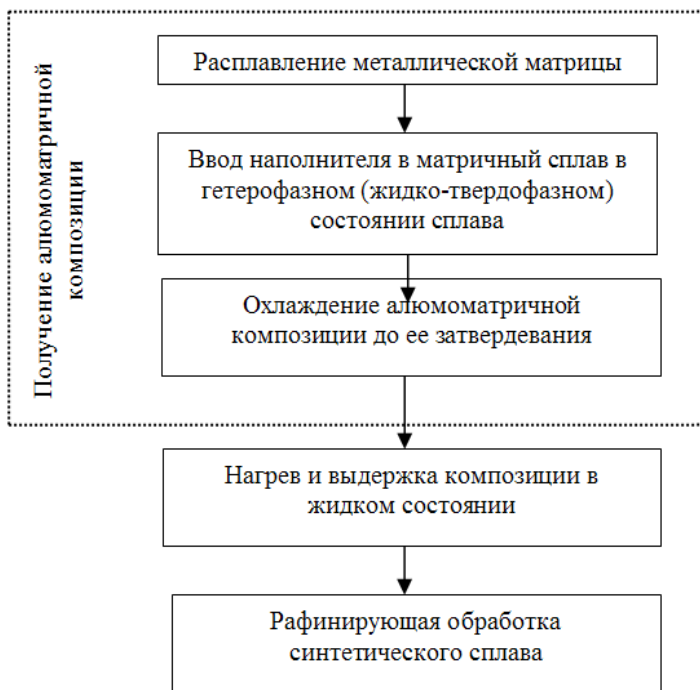 Получение алюмоматричной
композиции
Расплавление металлической матрицы
Ввод наполнителя в матричный сплав в
гетерофазном (жидко-твердофазном)
состоянии сплава
Охлаждение алюмоматричной
композиции до ее затвердевания
Нагрев и выдержка композиции в
жидком состоянии
Рафинирующая обработка
синтетического сплава